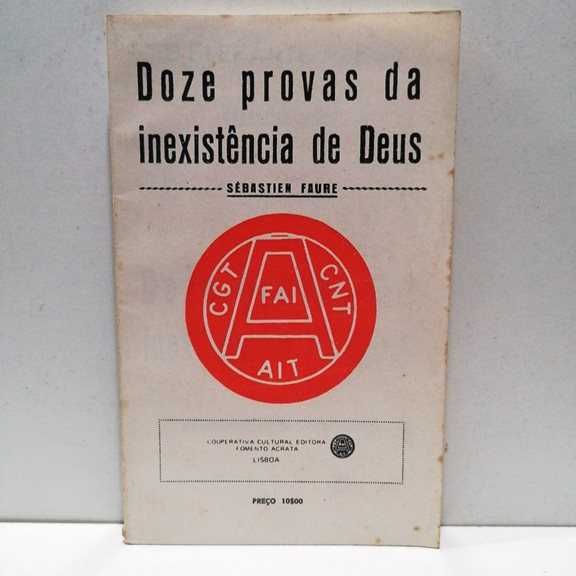 Doze provas da
inexistência de Deus
SÉBASTIEN FAURE
CGT
FAI
CNT
AIT
COOPERATIVA CULTURAL EDITORA
FOMENTO ACRATA
LISBOA
PREÇO 10$00